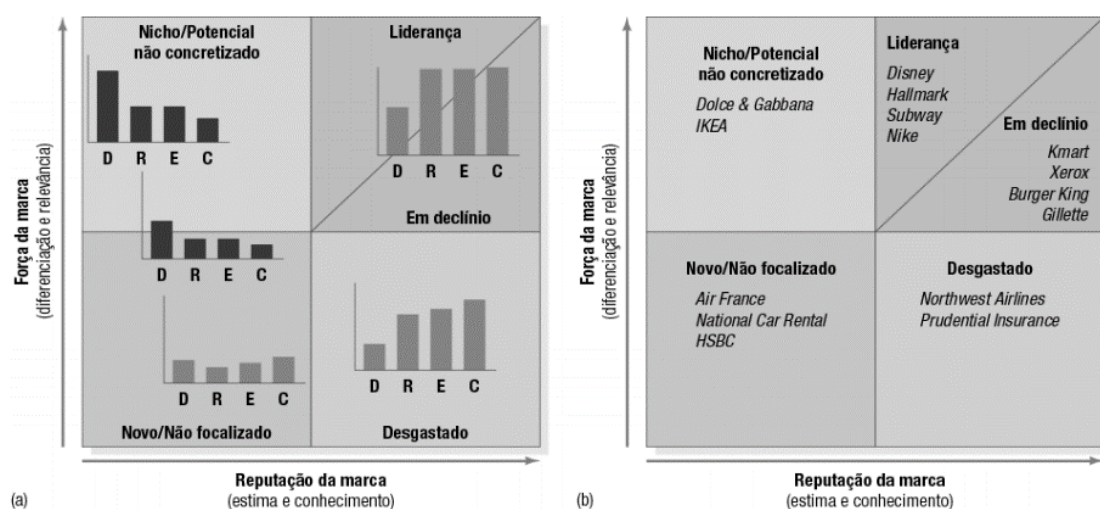 Nicho/Potencial
não concretizado
D R E C
Liderança
D R E C
Em declínio
D R E C
Novo/Não focalizado
D R E C
Desgastado
D R E C
Força da marca
(diferenciação e relevância)
Reputação da marca
(estima e conhecimento)
(a)
Nicho/Potencial
não concretizado
Dolce & Gabbana
IKEA
Liderança
Disney
Hallmark
Subway
Nike
Em declínio
Kmart
Xerox
Burger King
Gillette
Novo/Não focalizado
Air France
National Car Rental
HSBC
Desgastado
Northwest Airlines
Prudential Insurance
Força da marca
(diferenciação e relevância)
Reputação da marca
(estima e conhecimento)
(b)